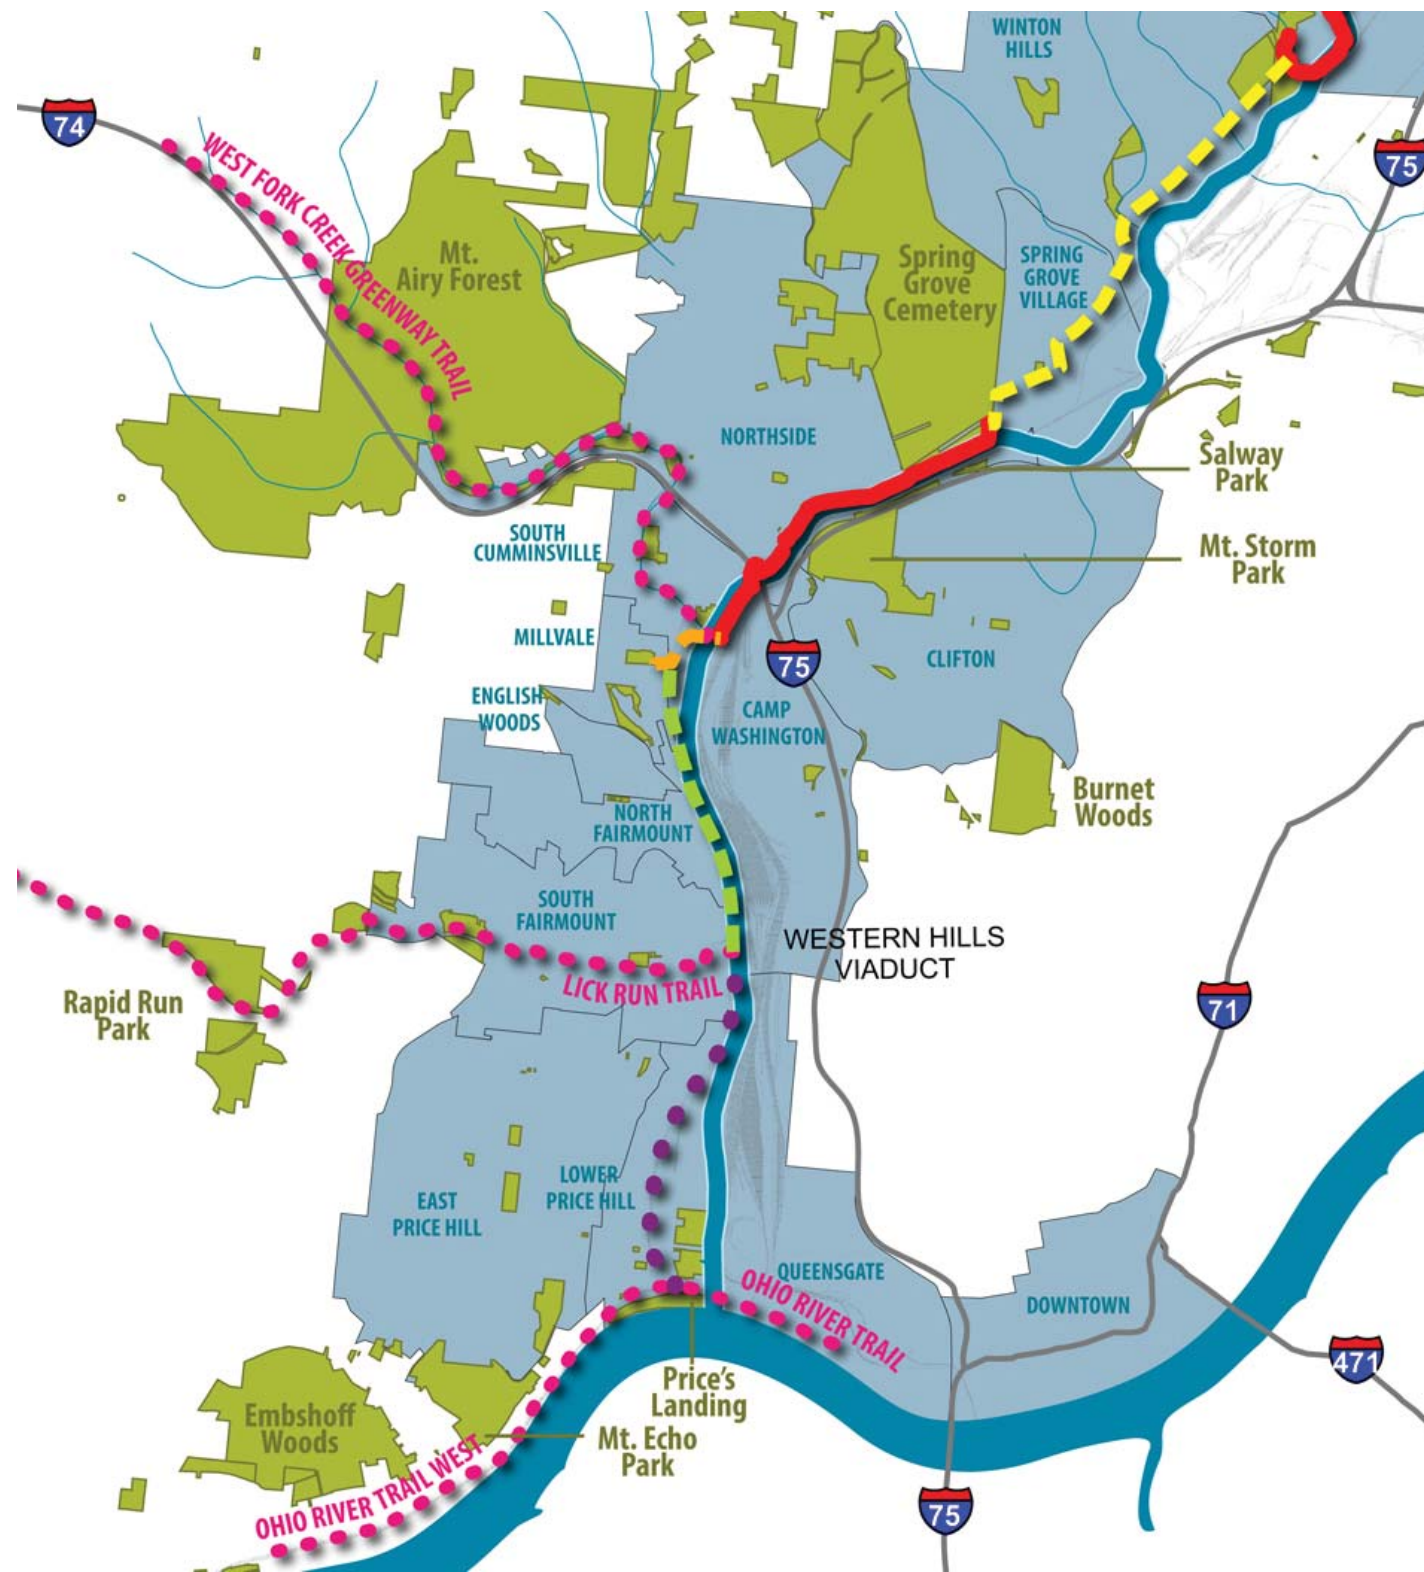 WINTON
HILLS
74
75
WEST FORK CREEK GREENWAY TRAIL
Mt.
Airy Forest
Spring
Grove
Cemetery
SPRING
GROVE
VILLAGE
NORTHSIDE
Salway
Park
SOUTH
CUMMINSVILLE
Mt. Storm
Park
MILLVALE
75
CLIFTON
ENGLISH
WOODS
CAMP
WASHINGTON
NORTH
FAIRMOUNT
Burnet
Woods
SOUTH
FAIRMOUNT
WESTERN HILLS
VIADUCT
LICK RUN TRAIL
Rapid Run
Park
71
LOWER
PRICE HILL
EAST
PRICE HILL
QUEENSGATE
OHIO RIVER TRAIL
DOWNTOWN
471
Price's
Landing
Embshoff
Woods
Mt. Echo
Park
OHIO RIVER TRAIL WEST
75